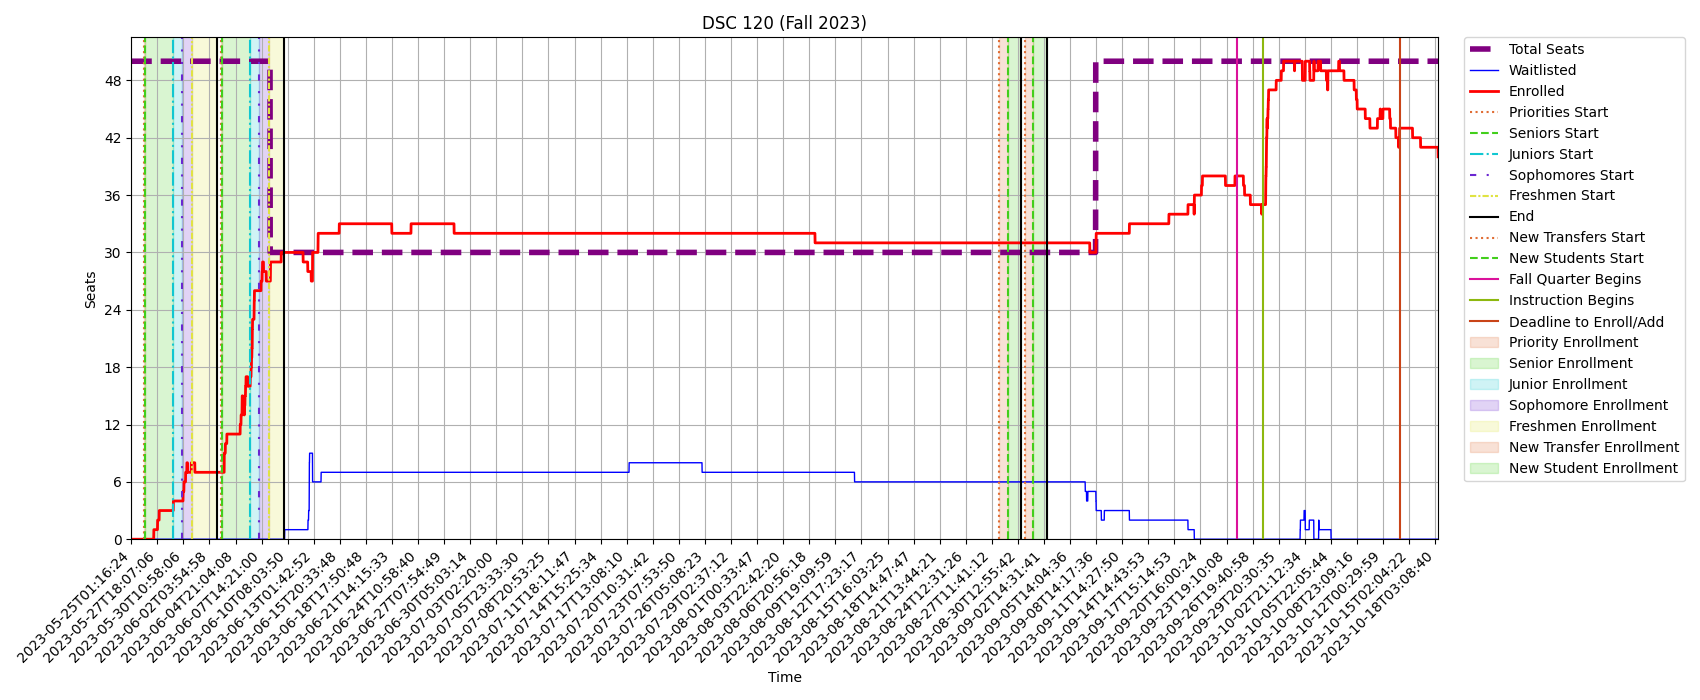 DSC 120 (Fall 2023)
Seats
48
42
36
30
24
18
12
6
0
2023-05-25T01:16:24
2023-05-27T18:07:06
2023-05-30T10:58:06
2023-06-02T03:54:58
2023-06-04T21:04:08
2023-06-07T14:21:00
2023-06-10T08:03:50
2023-06-13T01:42:52
2023-06-15T20:33:48
2023-06-18T17:50:48
2023-06-21T14:15:33
2023-06-24T10:58:40
2023-06-27T07:54:49
2023-06-30T05:03:14
2023-07-03T02:20:00
2023-07-05T23:33:30
2023-07-08T20:53:25
2023-07-11T18:11:47
2023-07-14T15:25:34
2023-07-17T13:08:10
2023-07-20T10:31:42
2023-07-23T07:53:50
2023-07-26T05:08:23
2023-07-29T02:37:12
2023-08-01T00:33:47
2023-08-03T22:42:20
2023-08-06T20:56:18
2023-08-09T19:09:59
2023-08-12T17:23:17
2023-08-15T16:03:25
2023-08-18T14:47:47
2023-08-21T13:44:21
2023-08-24T12:31:26
2023-08-27T11:41:12
2023-08-30T12:55:42
2023-09-02T14:31:41
2023-09-05T14:04:36
2023-09-08T14:17:36
2023-09-11T14:27:50
2023-09-14T14:43:53
2023-09-17T15:14:53
2023-09-20T16:00:24
2023-09-23T19:10:08
2023-09-26T19:40:58
2023-09-29T20:30:35
2023-10-02T21:12:34
2023-10-05T22:05:44
2023-10-08T23:09:16
2023-10-12T00:29:59
2023-10-15T02:04:22
2023-10-18T03:08:40
Time
Total Seats
Waitlisted
Enrolled
Priorities Start
Seniors Start
Juniors Start
Sophomores Start
Freshmen Start
End
New Transfers Start
New Students Start
Fall Quarter Begins
Instruction Begins
Deadline to Enroll/Add
Priority Enrollment
Senior Enrollment
Junior Enrollment
Sophomore Enrollment
Freshmen Enrollment
New Transfer Enrollment
New Student Enrollment